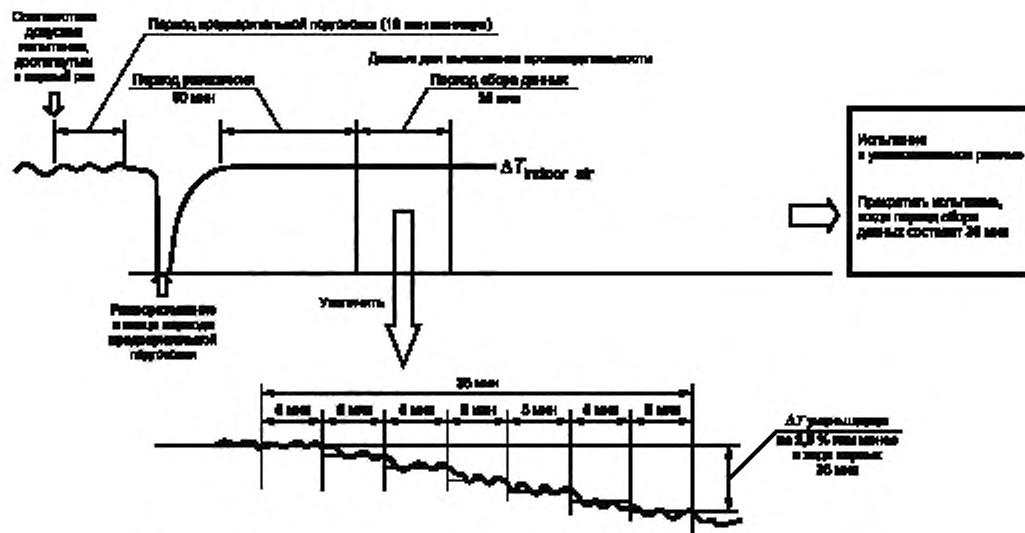 Соответствие
допускам
испытания,
достигнутым
в первый раз
Период предварительной подготовки (10 мин минимум)
Данные для вычисления производительности
Период равновесия
60 мин
Период сбора данных
35 мин
ΔT indoor air
Испытание
в установившемся режиме
Прекратить испытание,
когда период сбора
данных составит 35 мин
Увеличить
Размораживание
в конце периода
предварительной
подготовки
35 мин
5 мин 5 мин 5 мин 5 мин 5 мин 5 мин 5 мин
ΔT уменьшается
на 2,5 % или менее
в ходе первых
35 мин